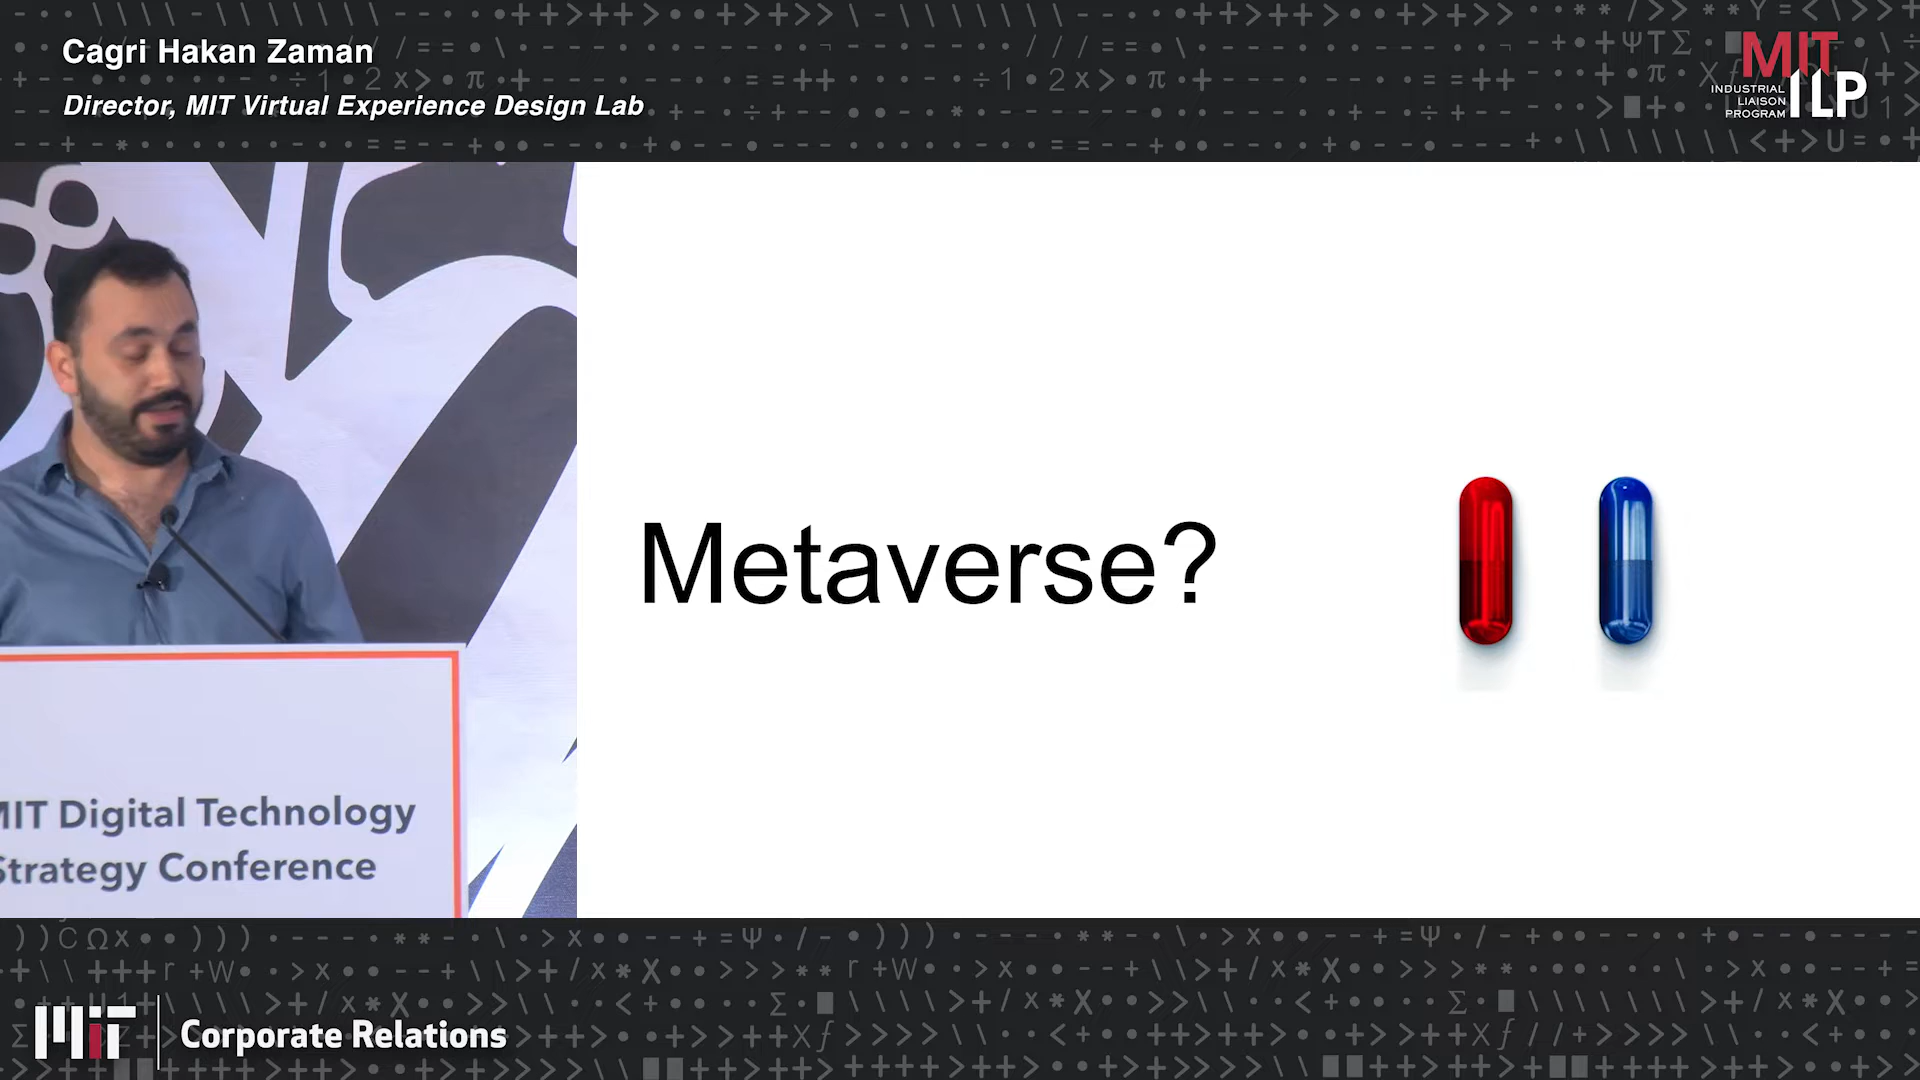 Cagri Hakan Zaman
Director, MIT Virtual Experience Design Lab
MIT
ILP
INDUSTRIAL
LIAISON
PROGRAM
Metaverse?
MIT Digital Technology
Strategy Conference
MIT
Corporate Relations